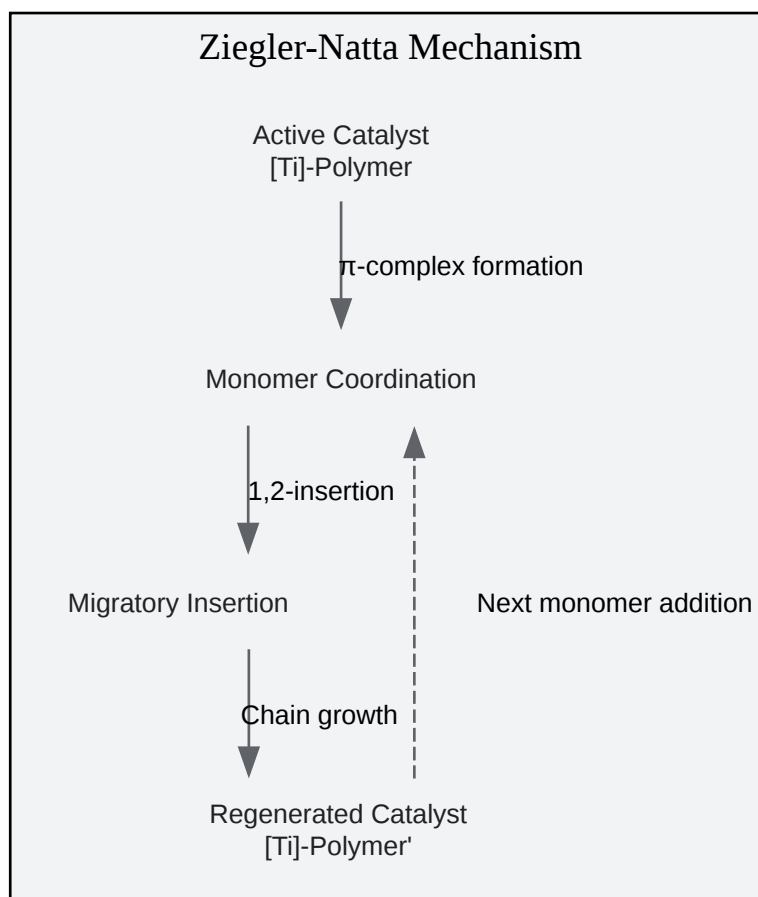 Ziegler-Natta Mechanism
Active Catalyst
[Ti]-Polymer
π-complex formation
Monomer Coordination
1,2-insertion
Migratory Insertion
Next monomer addition
Chain growth
Regenerated Catalyst
[Ti]-Polymer'